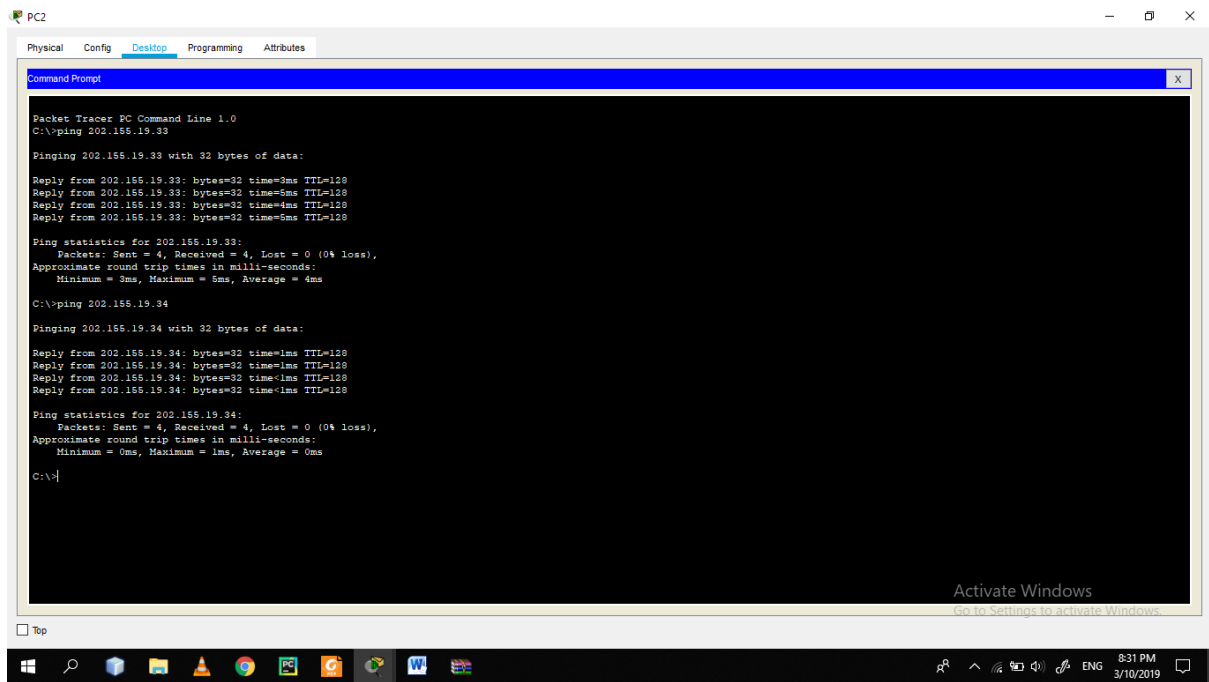 PC2
Physical Config Desktop Programming Attributes
Command Prompt
X
Packet Tracer PC Command Line 1.0
C:\>ping 202.155.19.33
Pinging 202.155.19.33 with 32 bytes of data:
Reply from 202.155.19.33: bytes=32 time=3ms TTL=128
Reply from 202.155.19.33: bytes=32 time=5ms TTL=128
Reply from 202.155.19.33: bytes=32 time=4ms TTL=128
Reply from 202.155.19.33: bytes=32 time=5ms TTL=128
Ping statistics for 202.155.19.33:
Packets: Sent = 4, Received = 4, Lost = 0 (0% loss),
Approximate round trip times in milli-seconds:
Minimum = 3ms, Maximum = 5ms, Average = 4ms
C:\>ping 202.155.19.34
Pinging 202.155.19.34 with 32 bytes of data:
Reply from 202.155.19.34: bytes=32 time=1ms TTL=128
Reply from 202.155.19.34: bytes=32 time=1ms TTL=128
Reply from 202.155.19.34: bytes=32 time<1ms TTL=128
Reply from 202.155.19.34: bytes=32 time<1ms TTL=128
Ping statistics for 202.155.19.34:
Packets: Sent = 4, Received = 4, Lost = 0 (0% loss),
Approximate round trip times in milli-seconds:
Minimum = 0ms, Maximum = 1ms, Average = 0ms
C:\>
Activate Windows
Go to Settings to activate Windows.
Top
PC
W
ENG
8:31 PM
3/10/2019